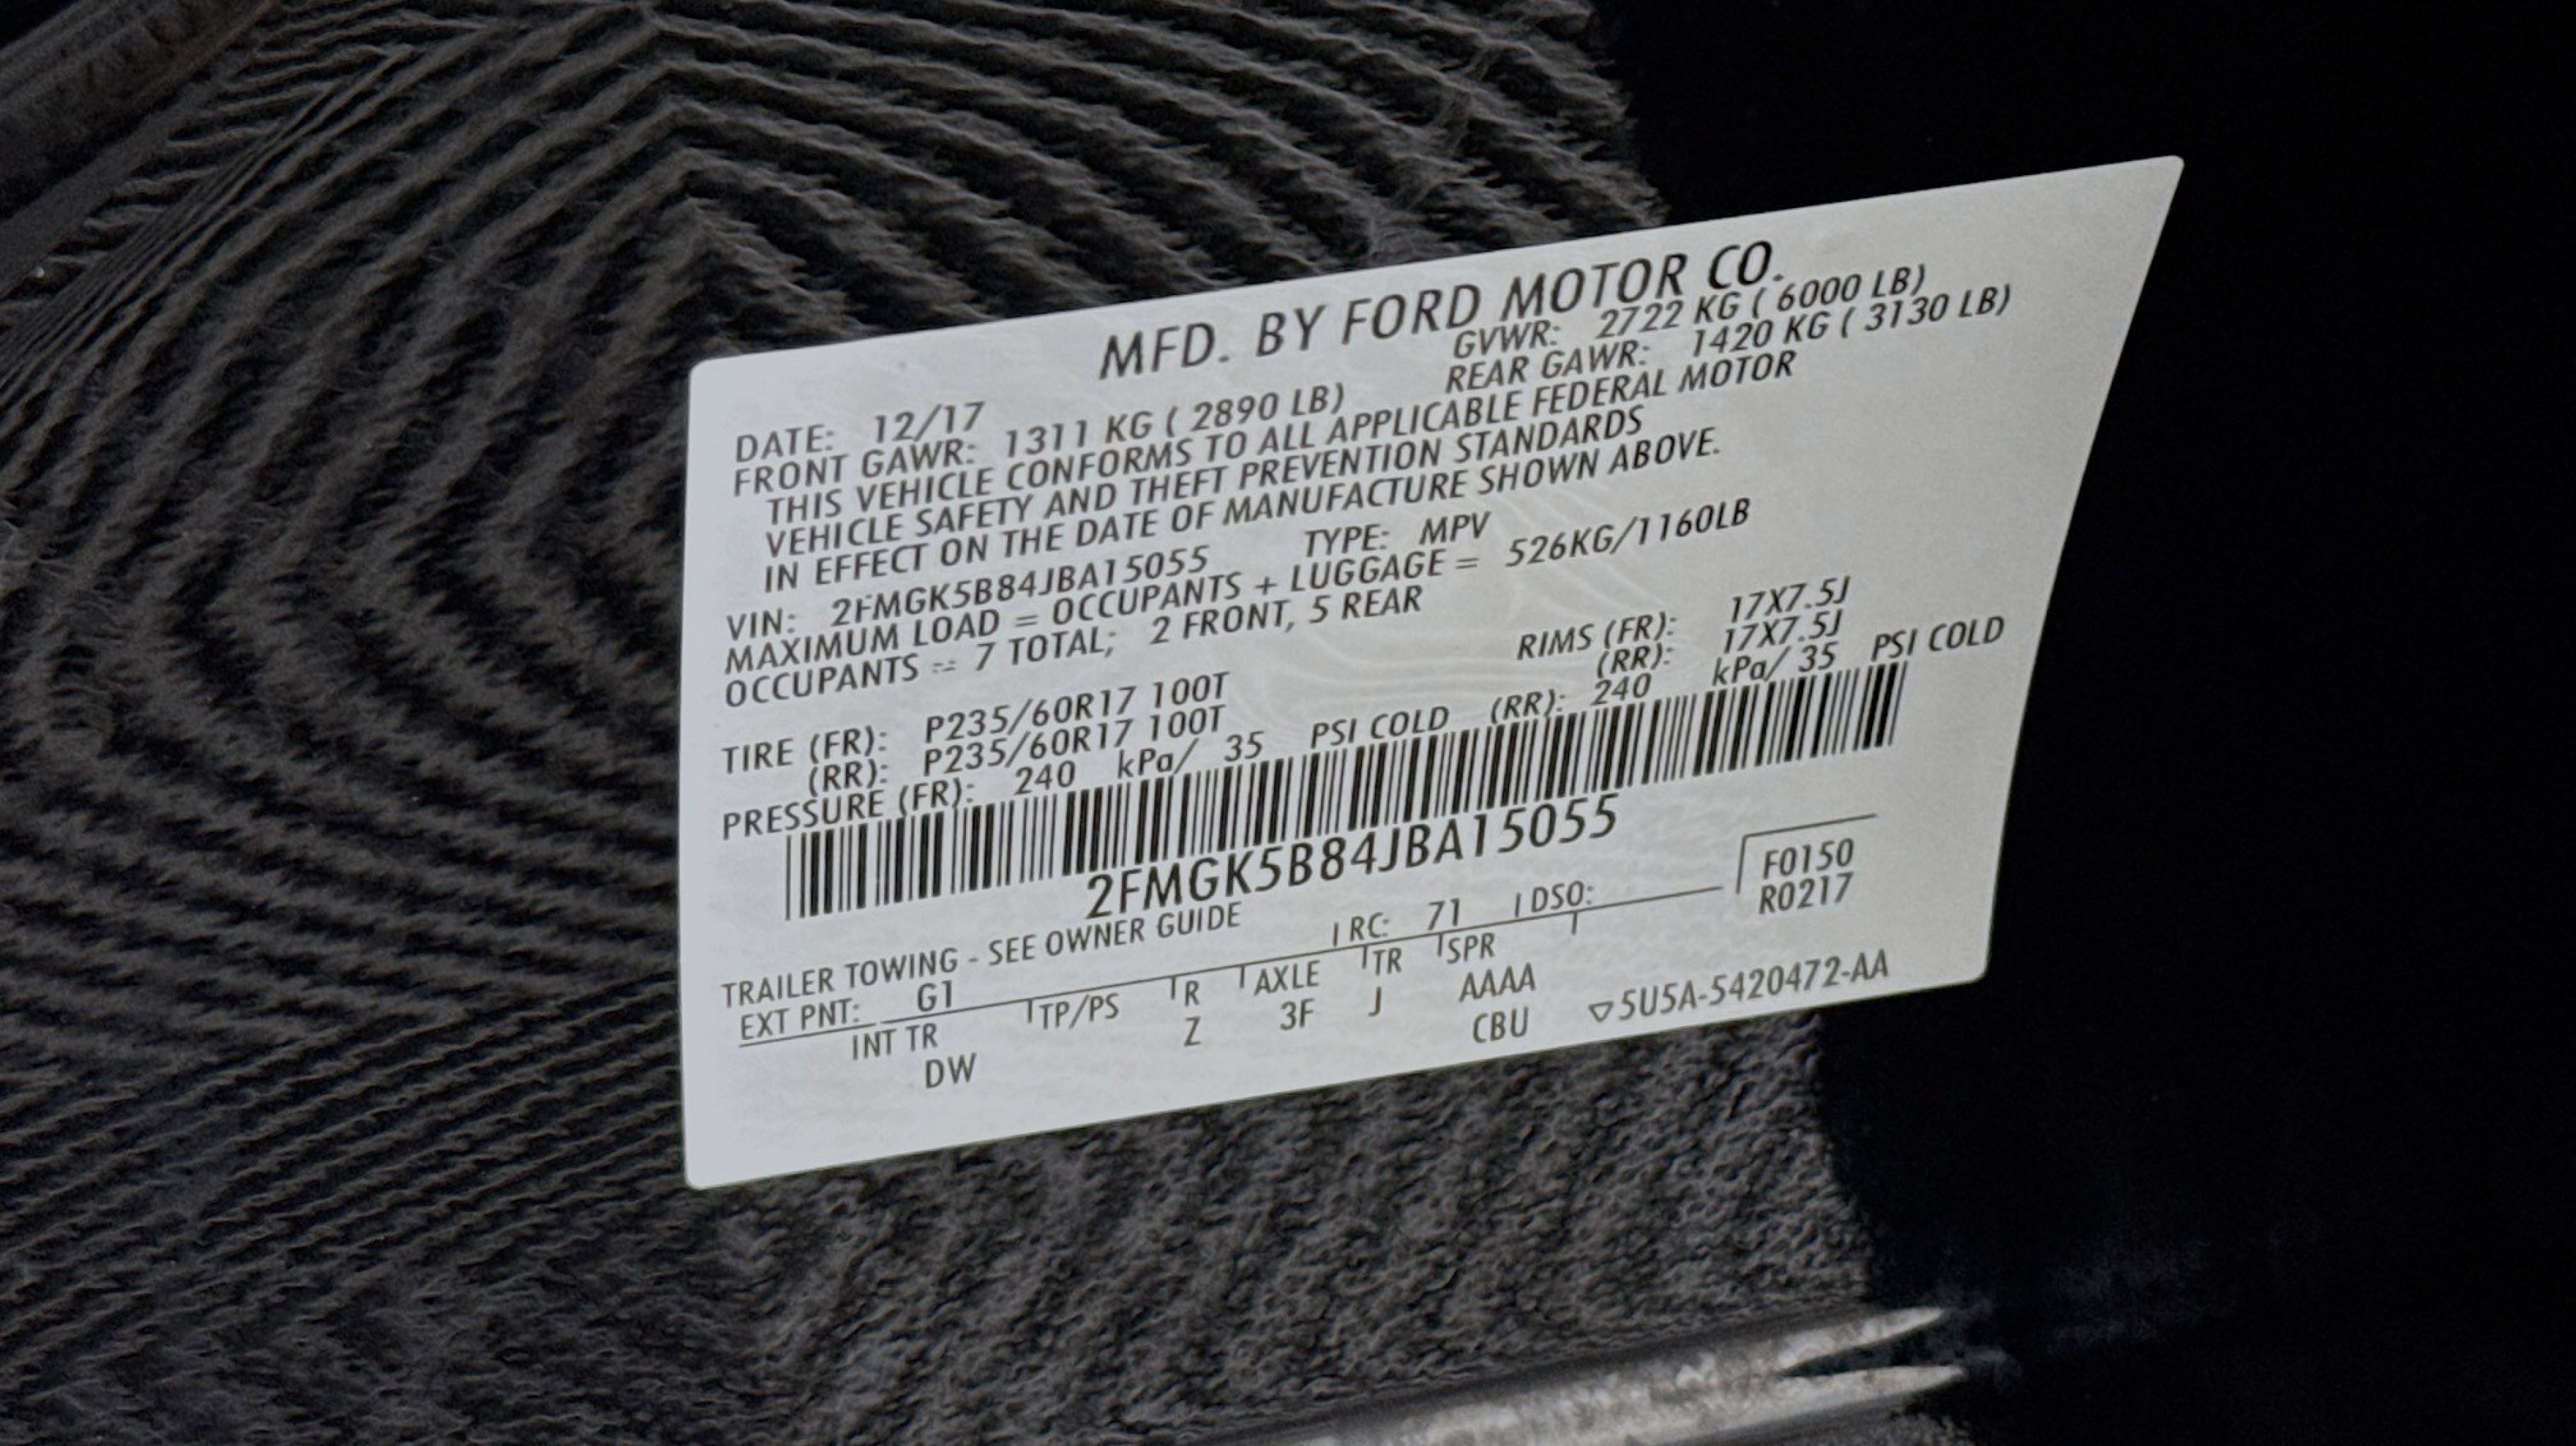 MFD. BY FORD MOTOR CO.
DATE: 12/17 GVWR: 2722 KG ( 6000 LB)
FRONT GAWR: 1311 KG ( 2890 LB) REAR GAWR: 1420 KG ( 3130 LB)
THIS VEHICLE CONFORMS TO ALL APPLICABLE FEDERAL MOTOR
VEHICLE SAFETY AND THEFT PREVENTION STANDARDS
IN EFFECT ON THE DATE OF MANUFACTURE SHOWN ABOVE.
VIN: 2FMGK5B84JBA15055 TYPE: MPV
MAXIMUM LOAD = OCCUPANTS + LUGGAGE = 526KG/1160LB
OCCUPANTS = 7 TOTAL; 2 FRONT, 5 REAR
TIRE (FR): P235/60R17 100T RIMS (FR): 17X7.5J
(RR): P235/60R17 100T (RR): 17X7.5J
PRESSURE (FR): 240 kPa/ 35 PSI COLD (RR): 240 kPa/ 35 PSI COLD
2FMGK5B84JBA15055
F0150
R0217
TRAILER TOWING - SEE OWNER GUIDE
EXT PNT: G1 RC: 71 DSO:
INT TR TP/PS R AXLE TR SPR
DW Z 3F J AAAA
CBU ▽5U5A-5420472-AA